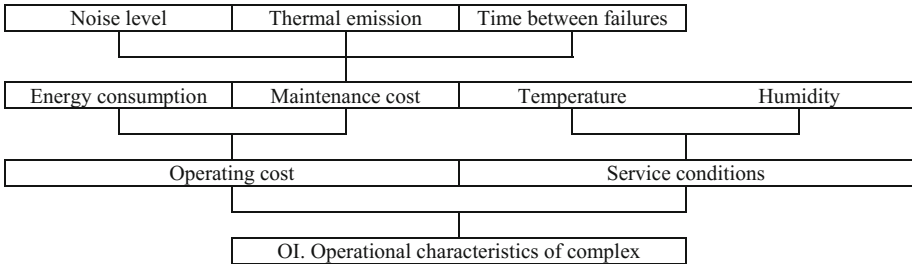 Noise level Thermal emission Time between failures
Energy consumption Maintenance cost Temperature Humidity
Operating cost Service conditions
OI. Operational characteristics of complex